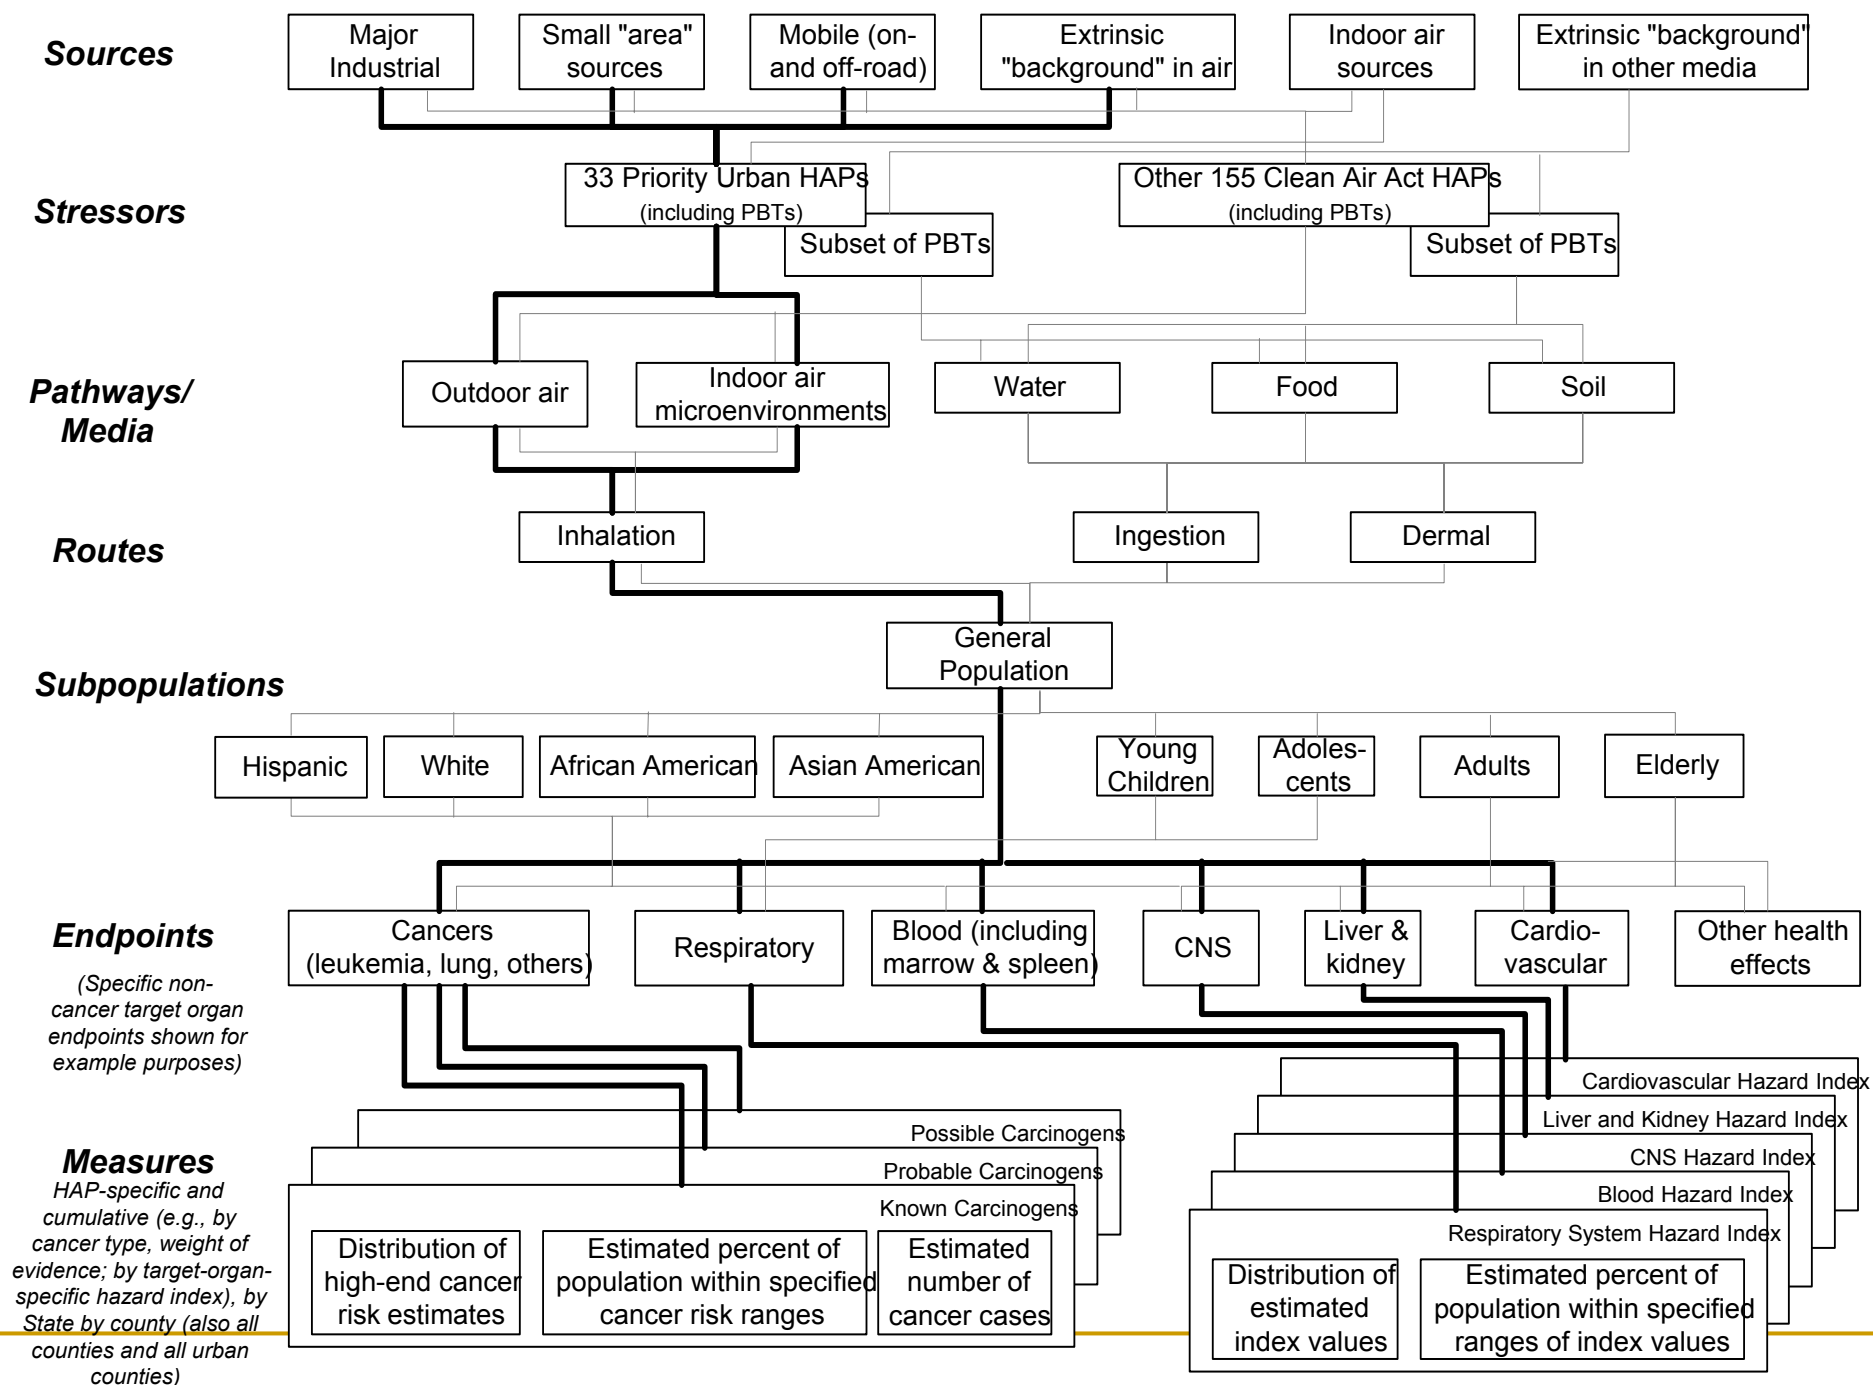 Sources
Major
Industrial
Small "area"
sources
Mobile (on-
and off-road)
Extrinsic
"background" in air
Indoor air
sources
Extrinsic "background"
in other media
Stressors
33 Priority Urban HAPs
(including PBTs)
Subset of PBTs
Other 155 Clean Air Act HAPs
(including PBTs)
Subset of PBTs
Pathways/
Media
Outdoor air
Indoor air
microenvironments
Water
Food
Soil
Routes
Inhalation
Ingestion
Dermal
General
Population
Subpopulations
Hispanic
White
African American
Asian American
Young
Children
Adoles-
cents
Adults
Elderly
Endpoints
(Specific non-
cancer target organ
endpoints shown for
example purposes)
Cancers
(leukemia, lung, others)
Respiratory
Blood (including
marrow & spleen)
CNS
Liver &
kidney
Cardio-
vascular
Other health
effects
Measures
HAP-specific and
cumulative (e.g., by
cancer type, weight of
evidence; by target-organ-
specific hazard index), by
State by county (also all
counties and all urban
counties)
Possible Carcinogens
Probable Carcinogens
Known Carcinogens
Distribution of
high-end cancer
risk estimates
Estimated percent of
population within specified
cancer risk ranges
Estimated
number of
cancer cases
Cardiovascular Hazard Index
Liver and Kidney Hazard Index
CNS Hazard Index
Blood Hazard Index
Respiratory System Hazard Index
Distribution of
estimated
index values
Estimated percent of
population within specified
ranges of index values